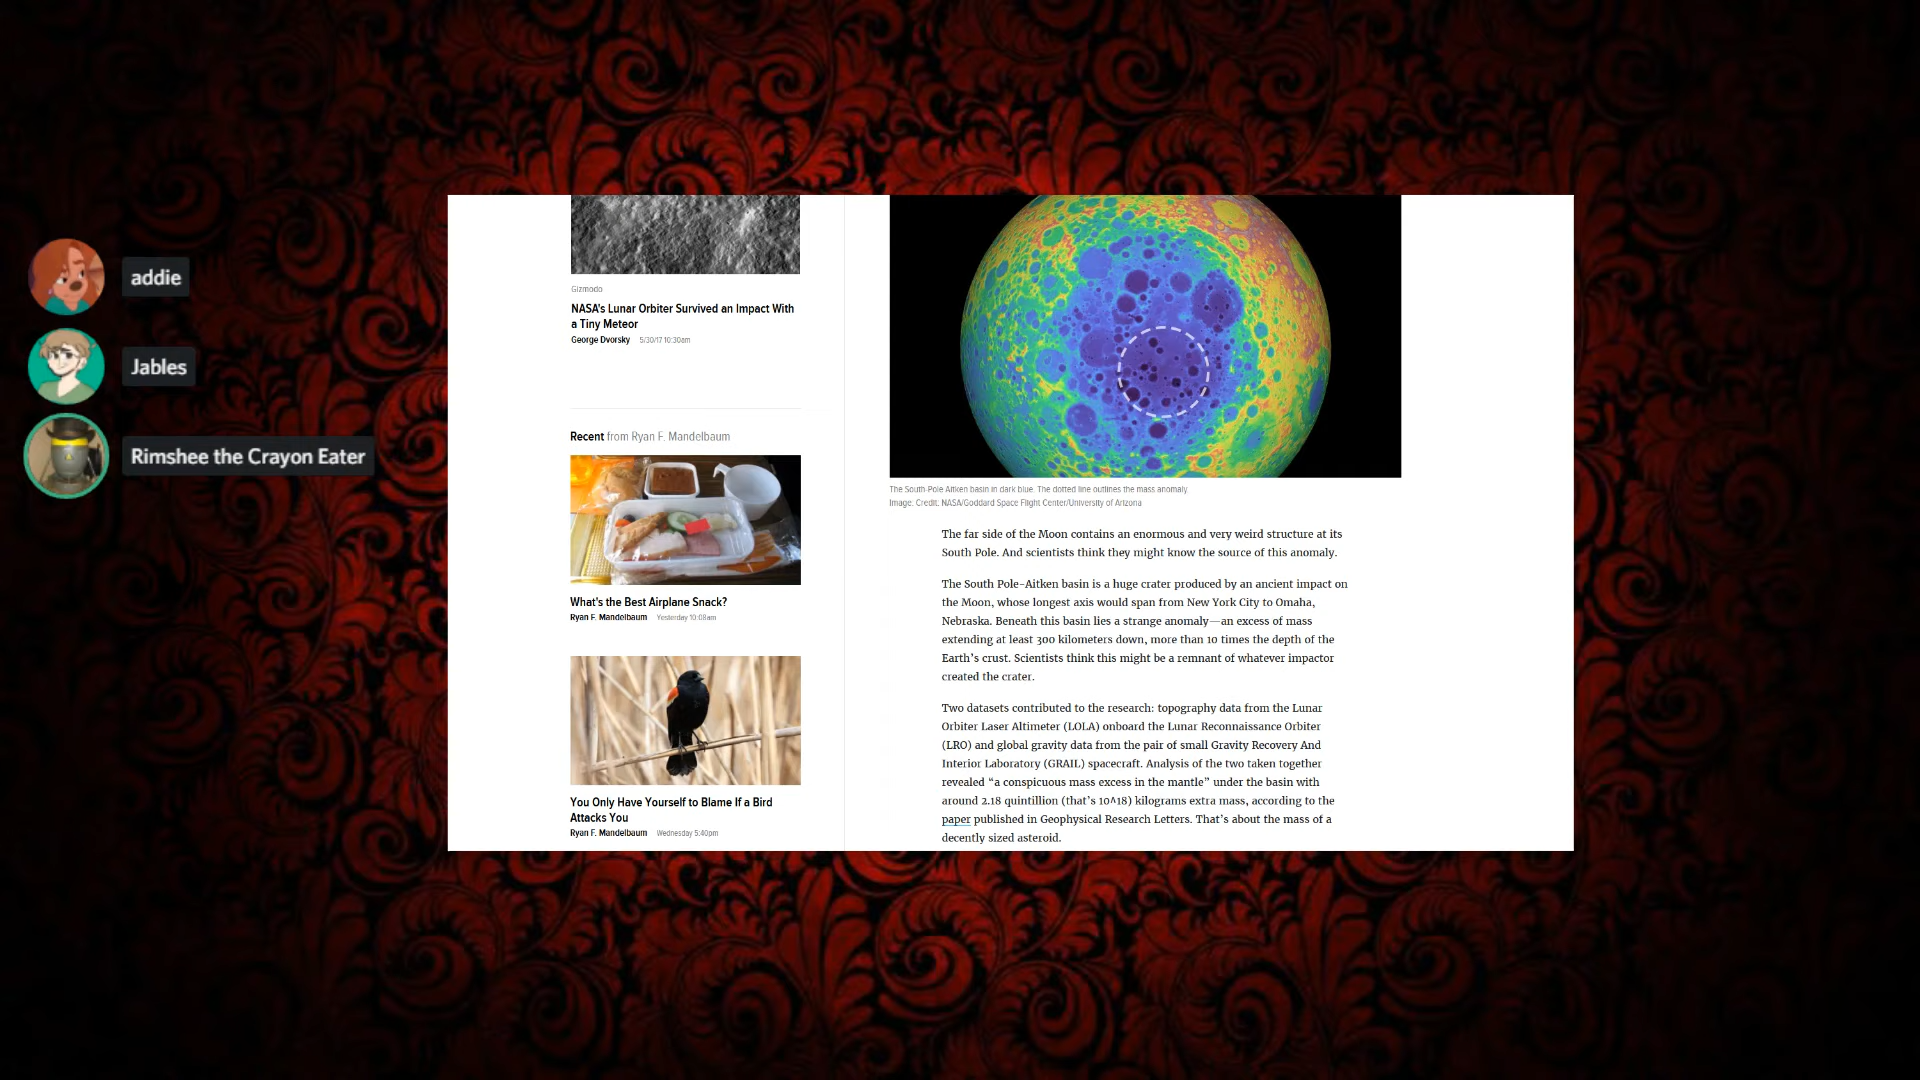 addie
Jables
Rimshee the Crayon Eater
Gizmodo
NASA's Lunar Orbiter Survived an Impact With
a Tiny Meteor
George Dvorsky 5/30/17 10:30am
Recent from Ryan F. Mandelbaum
What's the Best Airplane Snack?
Ryan F. Mandelbaum Yesterday 10:08am
You Only Have Yourself to Blame If a Bird
Attacks You
Ryan F. Mandelbaum Wednesday 5:40pm
The South-Pole Aitken basin in dark blue. The dotted line outlines the mass anomaly
Image: Credit: NASA/Goddard Space Flight Center/University of Arizona
The far side of the Moon contains an enormous and very weird structure at its
South Pole. And scientists think they might know the source of this anomaly.
The South Pole–Aitken basin is a huge crater produced by an ancient impact on
the Moon, whose longest axis would span from New York City to Omaha,
Nebraska. Beneath this basin lies a strange anomaly—an excess of mass
extending at least 300 kilometers down, more than 10 times the depth of the
Earth's crust. Scientists think this might be a remnant of whatever impactor
created the crater.
Two datasets contributed to the research: topography data from the Lunar
Orbiter Laser Altimeter (LOLA) onboard the Lunar Reconnaissance Orbiter
(LRO) and global gravity data from the pair of small Gravity Recovery And
Interior Laboratory (GRAIL) spacecraft. Analysis of the two taken together
revealed “a conspicuous mass excess in the mantle” under the basin with
around 2.18 quintillion (that's 10^18) kilograms extra mass, according to the
paper published in Geophysical Research Letters. That's about the mass of a
decently sized asteroid.